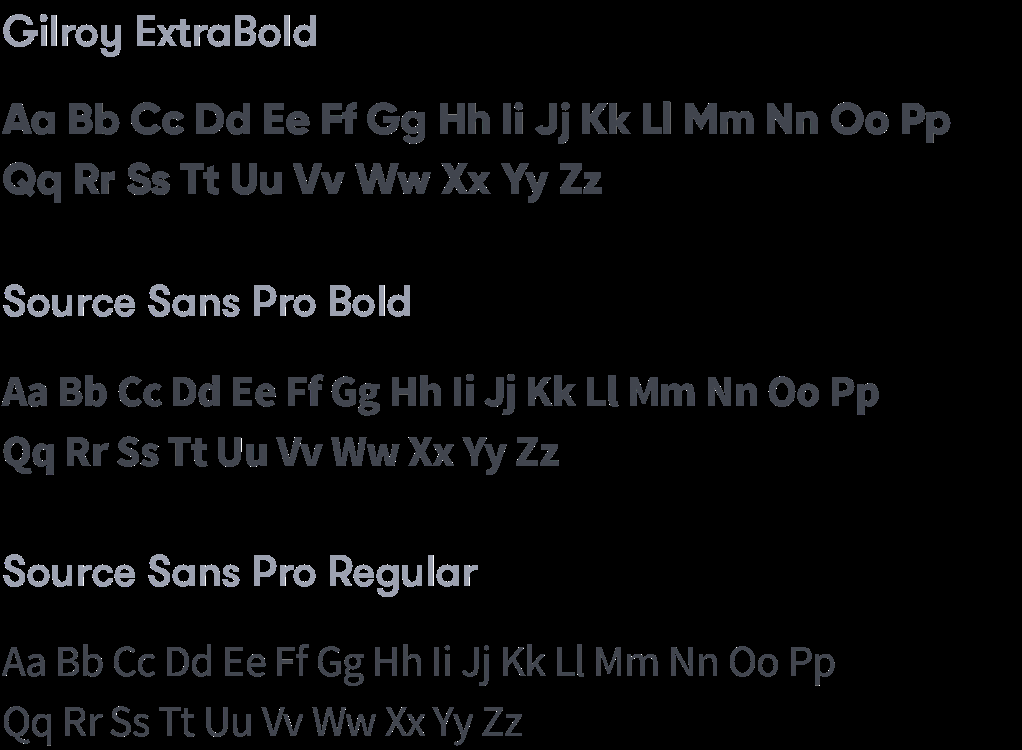 Gilroy ExtraBold
Aa Bb Cc Dd Ee Ff Gg Hh Ii Jj Kk Ll Mm Nn Oo Pp
Qq Rr Ss Tt Uu Vv Ww Xx Yy Zz
Source Sans Pro Bold
Aa Bb Cc Dd Ee Ff Gg Hh Ii Jj Kk Ll Mm Nn Oo Pp
Qq Rr Ss Tt Uu Vv Ww Xx Yy Zz
Source Sans Pro Regular
Aa Bb Cc Dd Ee Ff Gg Hh Ii Jj Kk Ll Mm Nn Oo Pp
Qq Rr Ss Tt Uu Vv Ww Xx Yy Zz